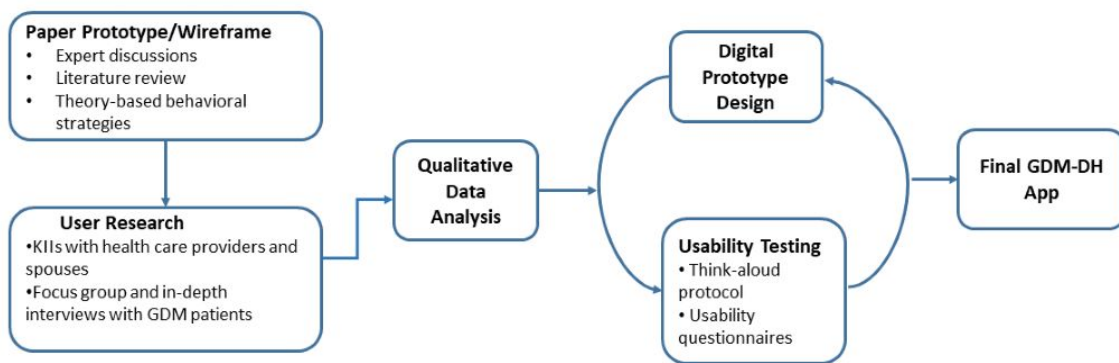 Paper Prototype/Wireframe
• Expert discussions
• Literature review
• Theory-based behavioral
strategies
User Research
•KIIs with health care providers and
spouses
•Focus group and in-depth
interviews with GDM patients
Qualitative
Data
Analysis
Digital
Prototype
Design
Usability Testing
• Think-aloud
protocol
• Usability
questionnaires
Final GDM-DH
App